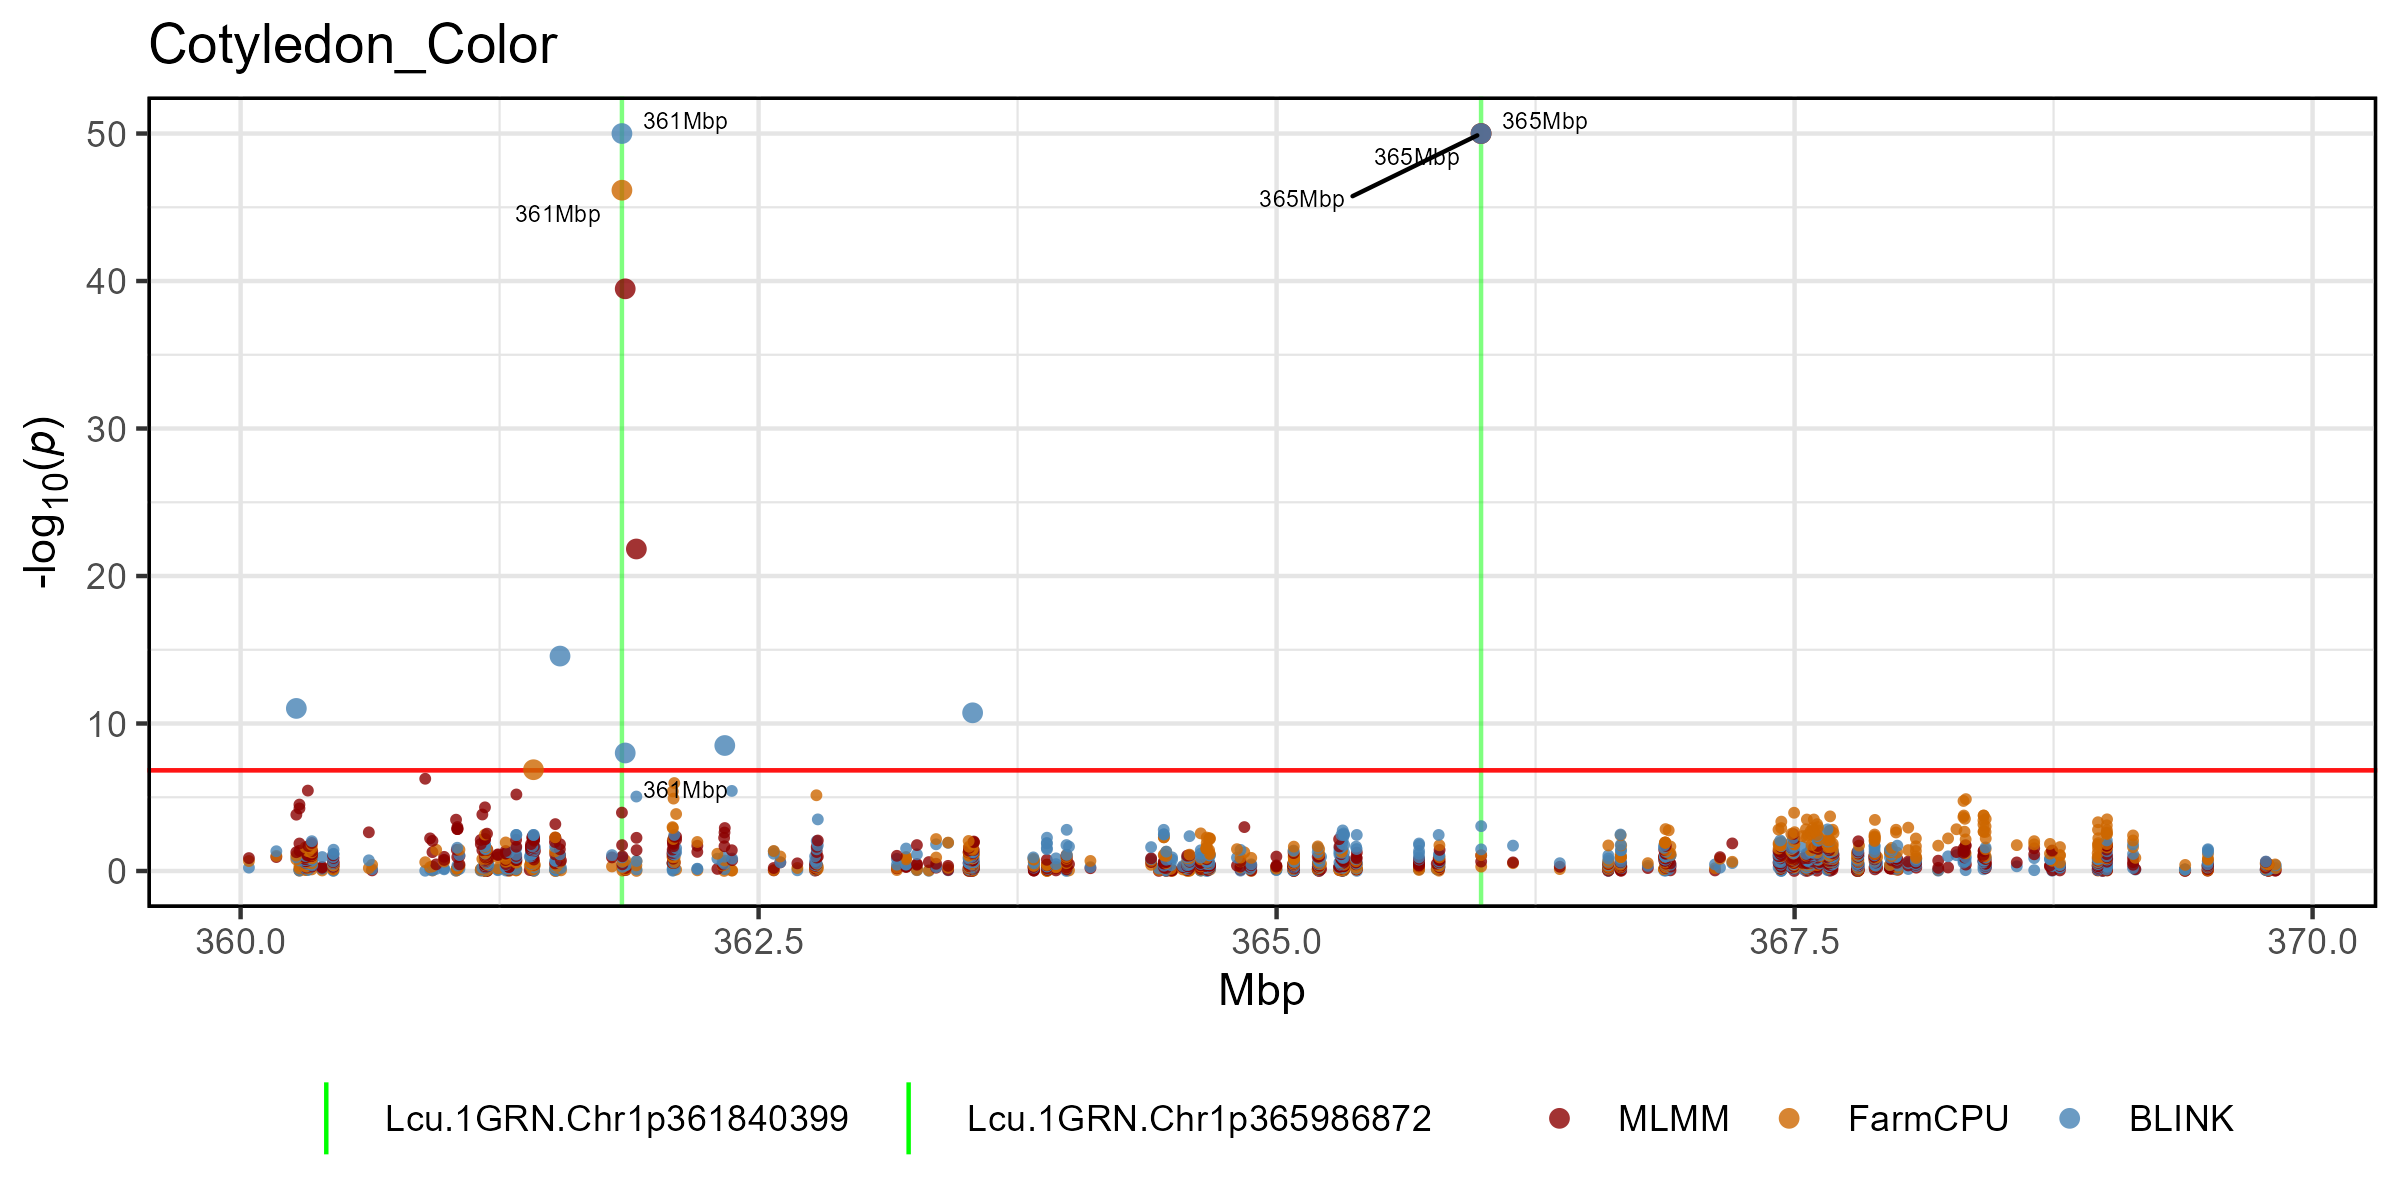 Cotyledon_Color
50
40
30
20
10
0
-log10(p)
361Mbp
361Mbp
361Mbp
365Mbp
365Mbp
365Mbp
360.0 362.5 365.0 367.5 370.0
Mbp
Lcu.1GRN.Chr1p361840399 Lcu.1GRN.Chr1p365986872 MLMM FarmCPU BLINK